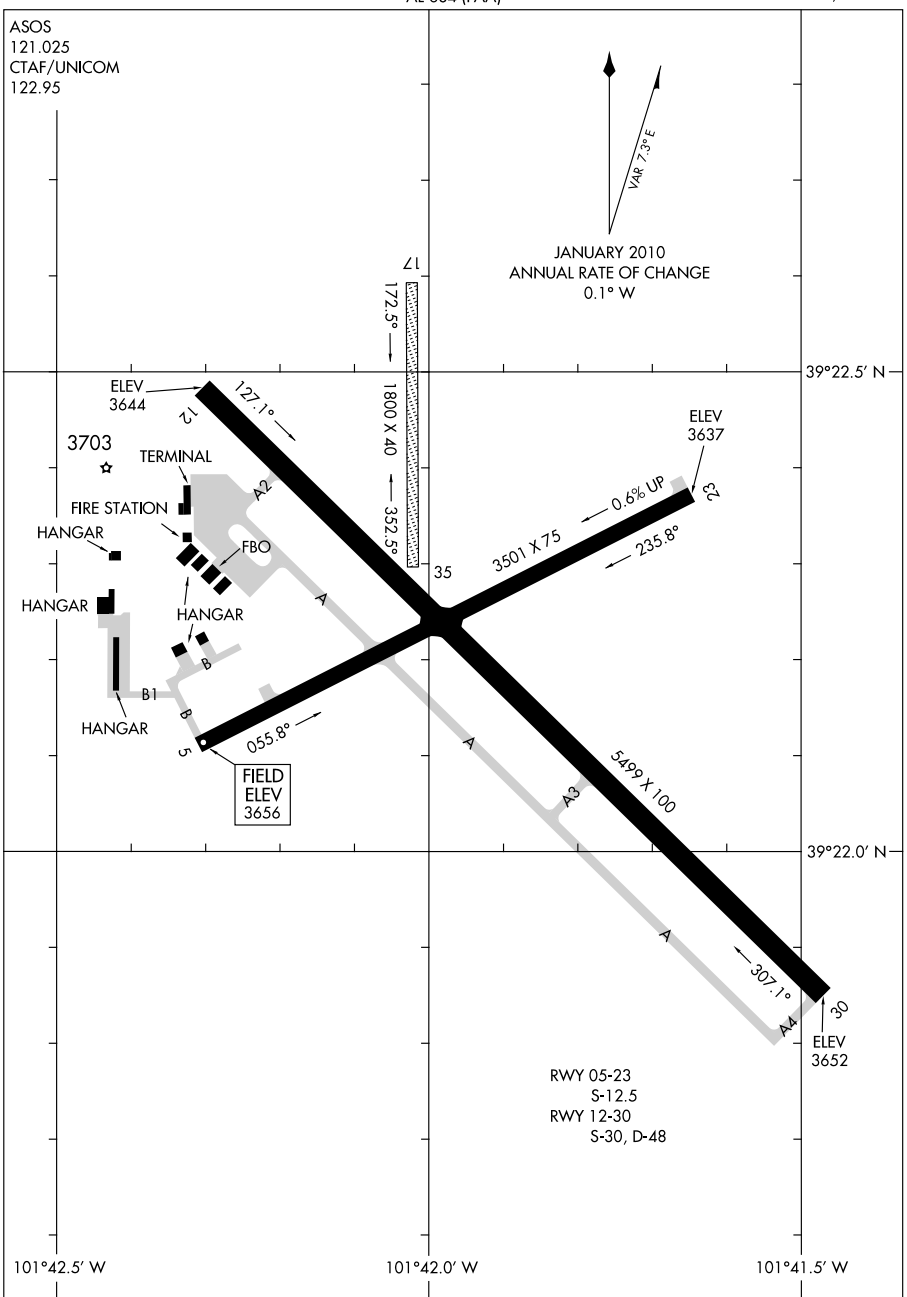 AL-804 (FAA)
ASOS
121.025
CTAF/UNICOM
122.95
VAR 7.3° E
JANUARY 2010
ANNUAL RATE OF CHANGE
0.1° W
17
172.5°
1800 X 40
352.5°
35
39°22.5' N
ELEV
3644
12
127.1°
ELEV
3637
23
0.6% UP
3501 X 75
235.8°
3703
TERMINAL
A2
FIRE STATION
HANGAR
FBO
HANGAR
HANGAR
A
B
B1
HANGAR
B
5
055.8°
FIELD
ELEV
3656
A
5499 X 100
A3
39°22.0' N
A
307.1°
A4
30
ELEV
3652
RWY 05-23
S-12.5
RWY 12-30
S-30, D-48
101°42.5' W
101°42.0' W
101°41.5' W